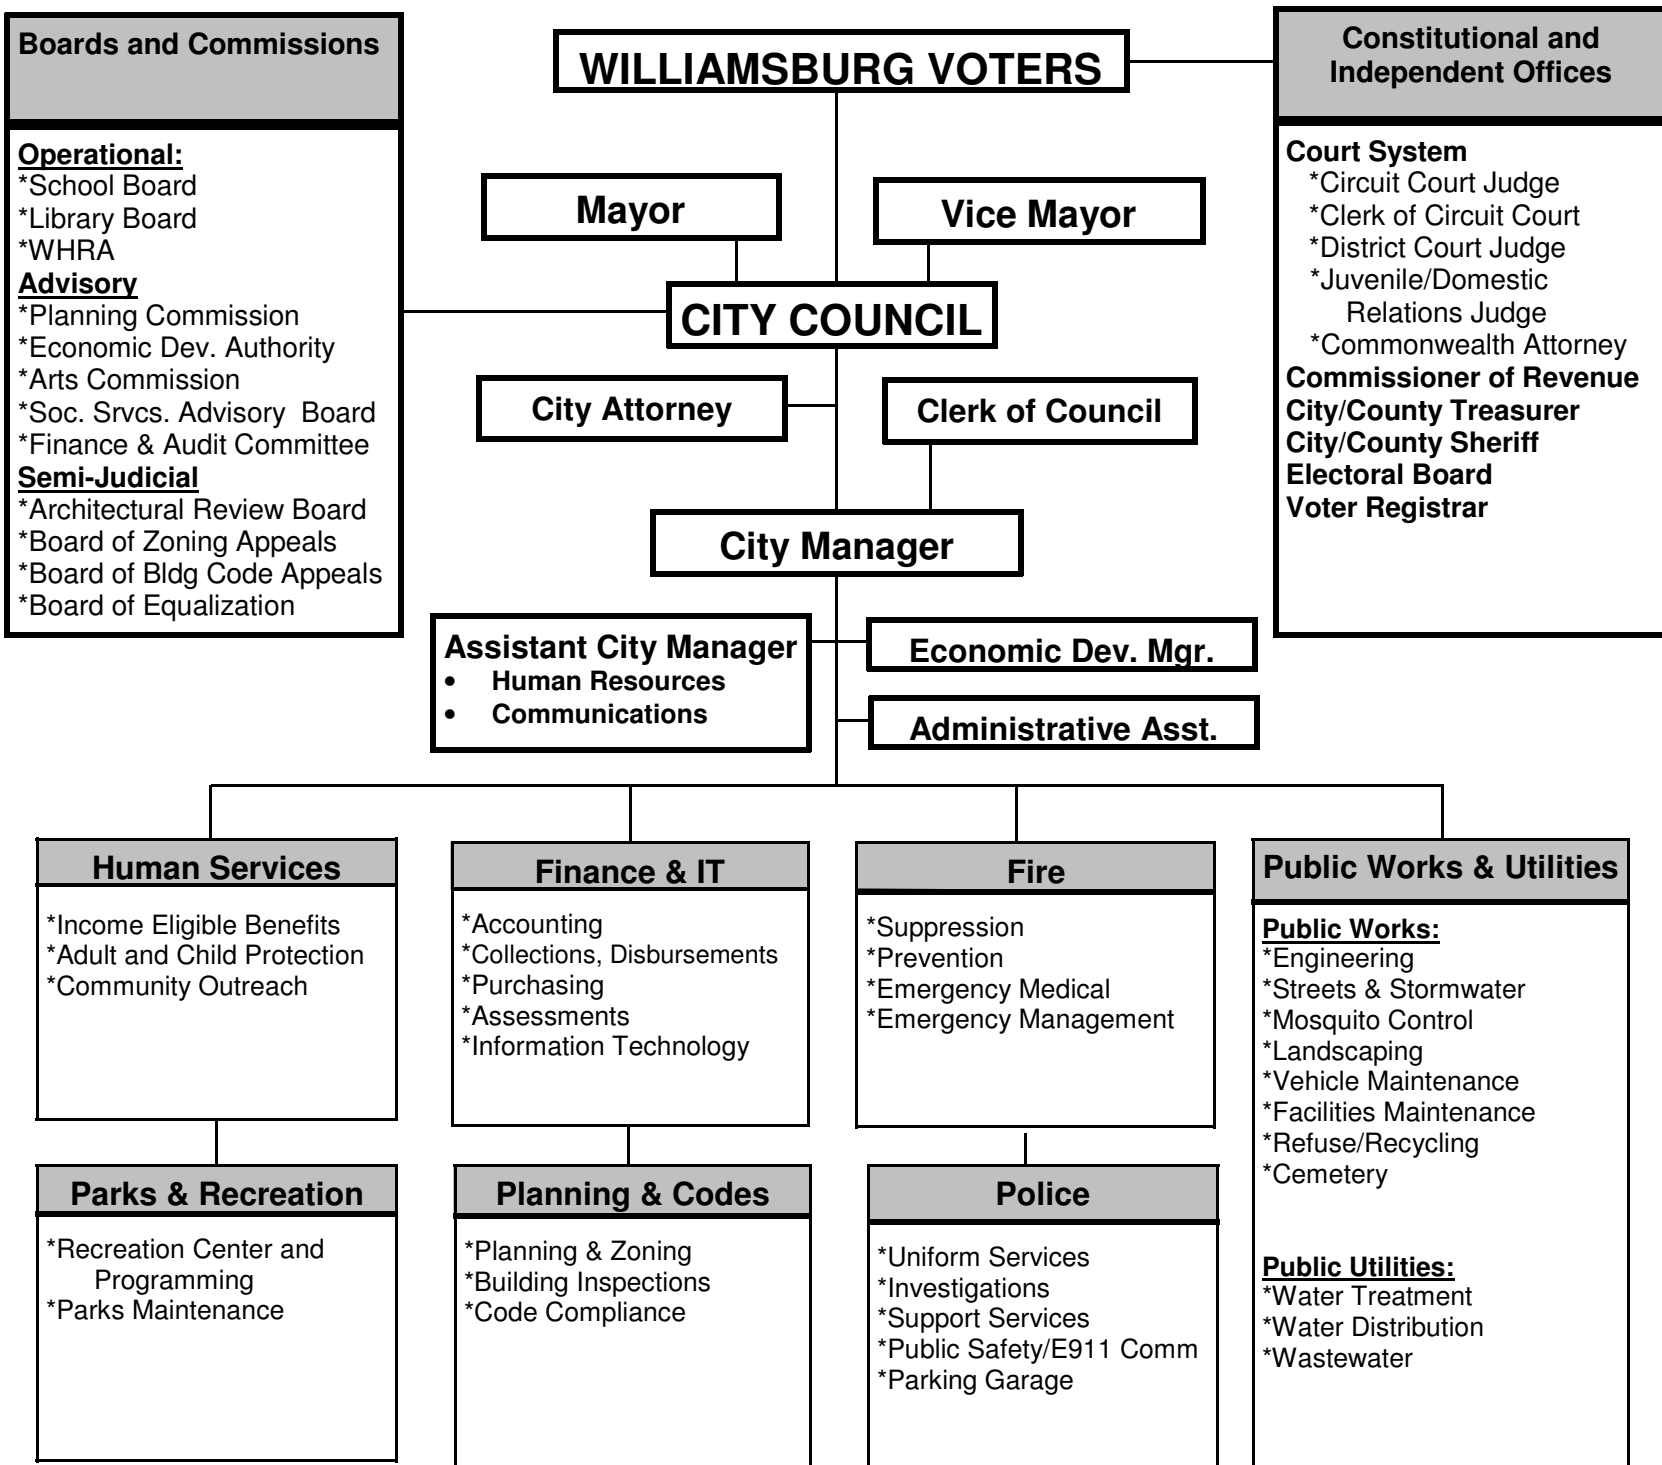 Boards and Commissions
Operational:
*School Board
*Library Board
*WHRA
Advisory
*Planning Commission
*Economic Dev. Authority
*Arts Commission
*Soc. Srvcs. Advisory  Board
*Finance & Audit Committee
Semi-Judicial
*Architectural Review Board
*Board of Zoning Appeals
*Board of Bldg Code Appeals
*Board of Equalization
WILLIAMSBURG VOTERS
Mayor
Vice Mayor
CITY COUNCIL
City Attorney
Clerk of Council
City Manager
Assistant City Manager
• Human Resources
• Communications
Economic Dev. Mgr.
Administrative Asst.
Constitutional and
Independent Offices
Court System
*Circuit Court Judge
*Clerk of Circuit Court
*District Court Judge
*Juvenile/Domestic
Relations Judge
*Commonwealth Attorney
Commissioner of Revenue
City/County Treasurer
City/County Sheriff
Electoral Board
Voter Registrar
Human Services
*Income Eligible Benefits
*Adult and Child Protection
*Community Outreach
Finance & IT
*Accounting
*Collections, Disbursements
*Purchasing
*Assessments
*Information Technology
Fire
*Suppression
*Prevention
*Emergency Medical
*Emergency Management
Public Works & Utilities
Public Works:
*Engineering
*Streets & Stormwater
*Mosquito Control
*Landscaping
*Vehicle Maintenance
*Facilities Maintenance
*Refuse/Recycling
*Cemetery
Public Utilities:
*Water Treatment
*Water Distribution
*Wastewater
Parks & Recreation
*Recreation Center and
Programming
*Parks Maintenance
Planning & Codes
*Planning & Zoning
*Building Inspections
*Code Compliance
Police
*Uniform Services
*Investigations
*Support Services
*Public Safety/E911 Comm
*Parking Garage